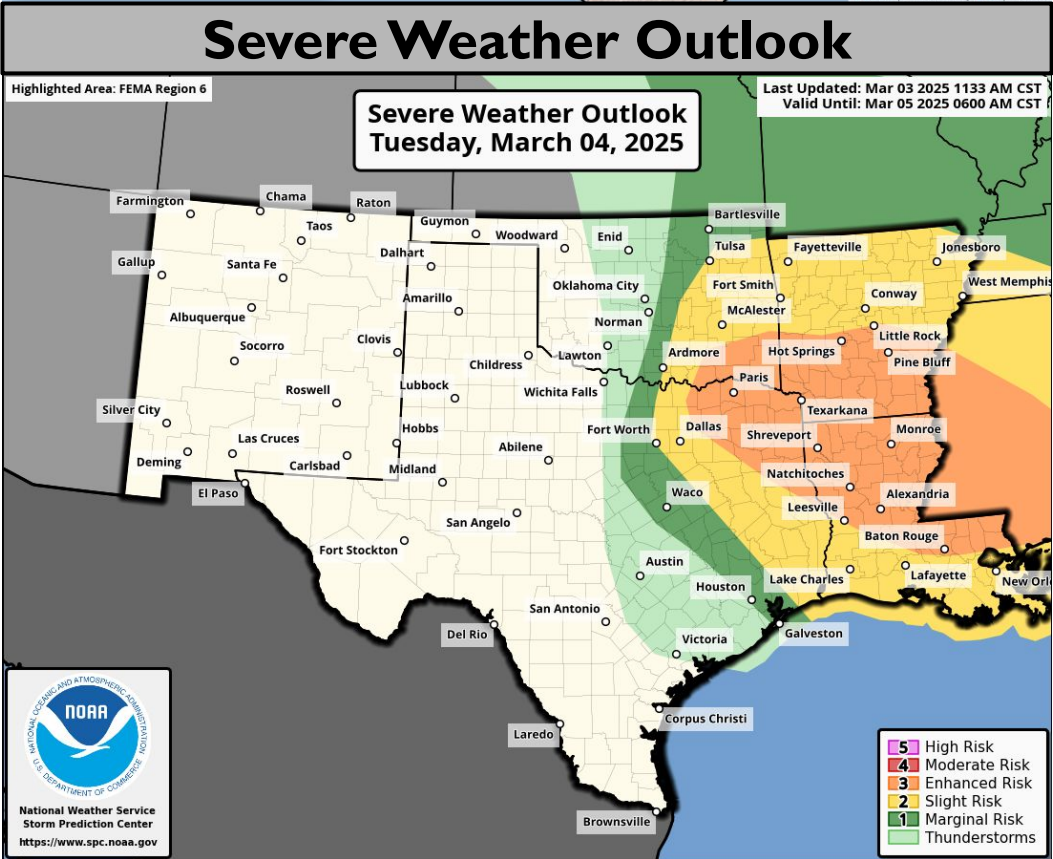 Severe Weather Outlook
Highlighted Area: FEMA Region 6
Last Updated: Mar 03 2025 1133 AM CST
Valid Until: Mar 05 2025 0600 AM CST
Severe Weather Outlook
Tuesday, March 04, 2025
Farmington
Chama
Raton
Taos
Guymon
Woodward
Enid
Bartlesville
Tulsa
Fayetteville
Jonesboro
Gallup
Santa Fe
Dalhart
Oklahoma City
Fort Smith
Conway
West Memphis
Albuquerque
Amarillo
Norman
McAlester
Little Rock
Socorro
Clovis
Childress
Lawton
Ardmore
Hot Springs
Pine Bluff
Roswell
Lubbock
Wichita Falls
Paris
Texarkana
Silver City
Las Cruces
Hobbs
Abilene
Fort Worth
Dallas
Shreveport
Monroe
Deming
Carlsbad
Midland
Natchitoches
El Paso
Waco
Leesville
Alexandria
San Angelo
Fort Stockton
Baton Rouge
Austin
Houston
Lake Charles
Lafayette
New Orl
San Antonio
Del Rio
Victoria
Galveston
Laredo
Corpus Christi
Brownsville
NATIONAL OCEANIC AND ATMOSPHERIC ADMINISTRATION
NOAA
U.S. DEPARTMENT OF COMMERCE
National Weather Service
Storm Prediction Center
https://www.spc.noaa.gov
5 High Risk
4 Moderate Risk
3 Enhanced Risk
2 Slight Risk
1 Marginal Risk
Thunderstorms